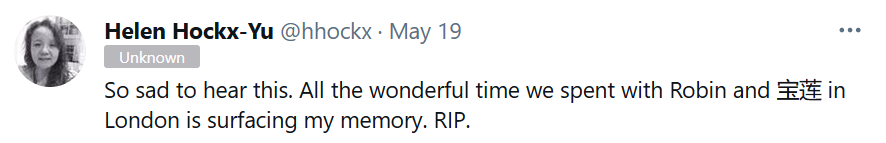 Helen Hockx-Yu @hhockx · May 19
Unknown
So sad to hear this. All the wonderful time we spent with Robin and 宝莲 in
London is surfacing my memory. RIP.